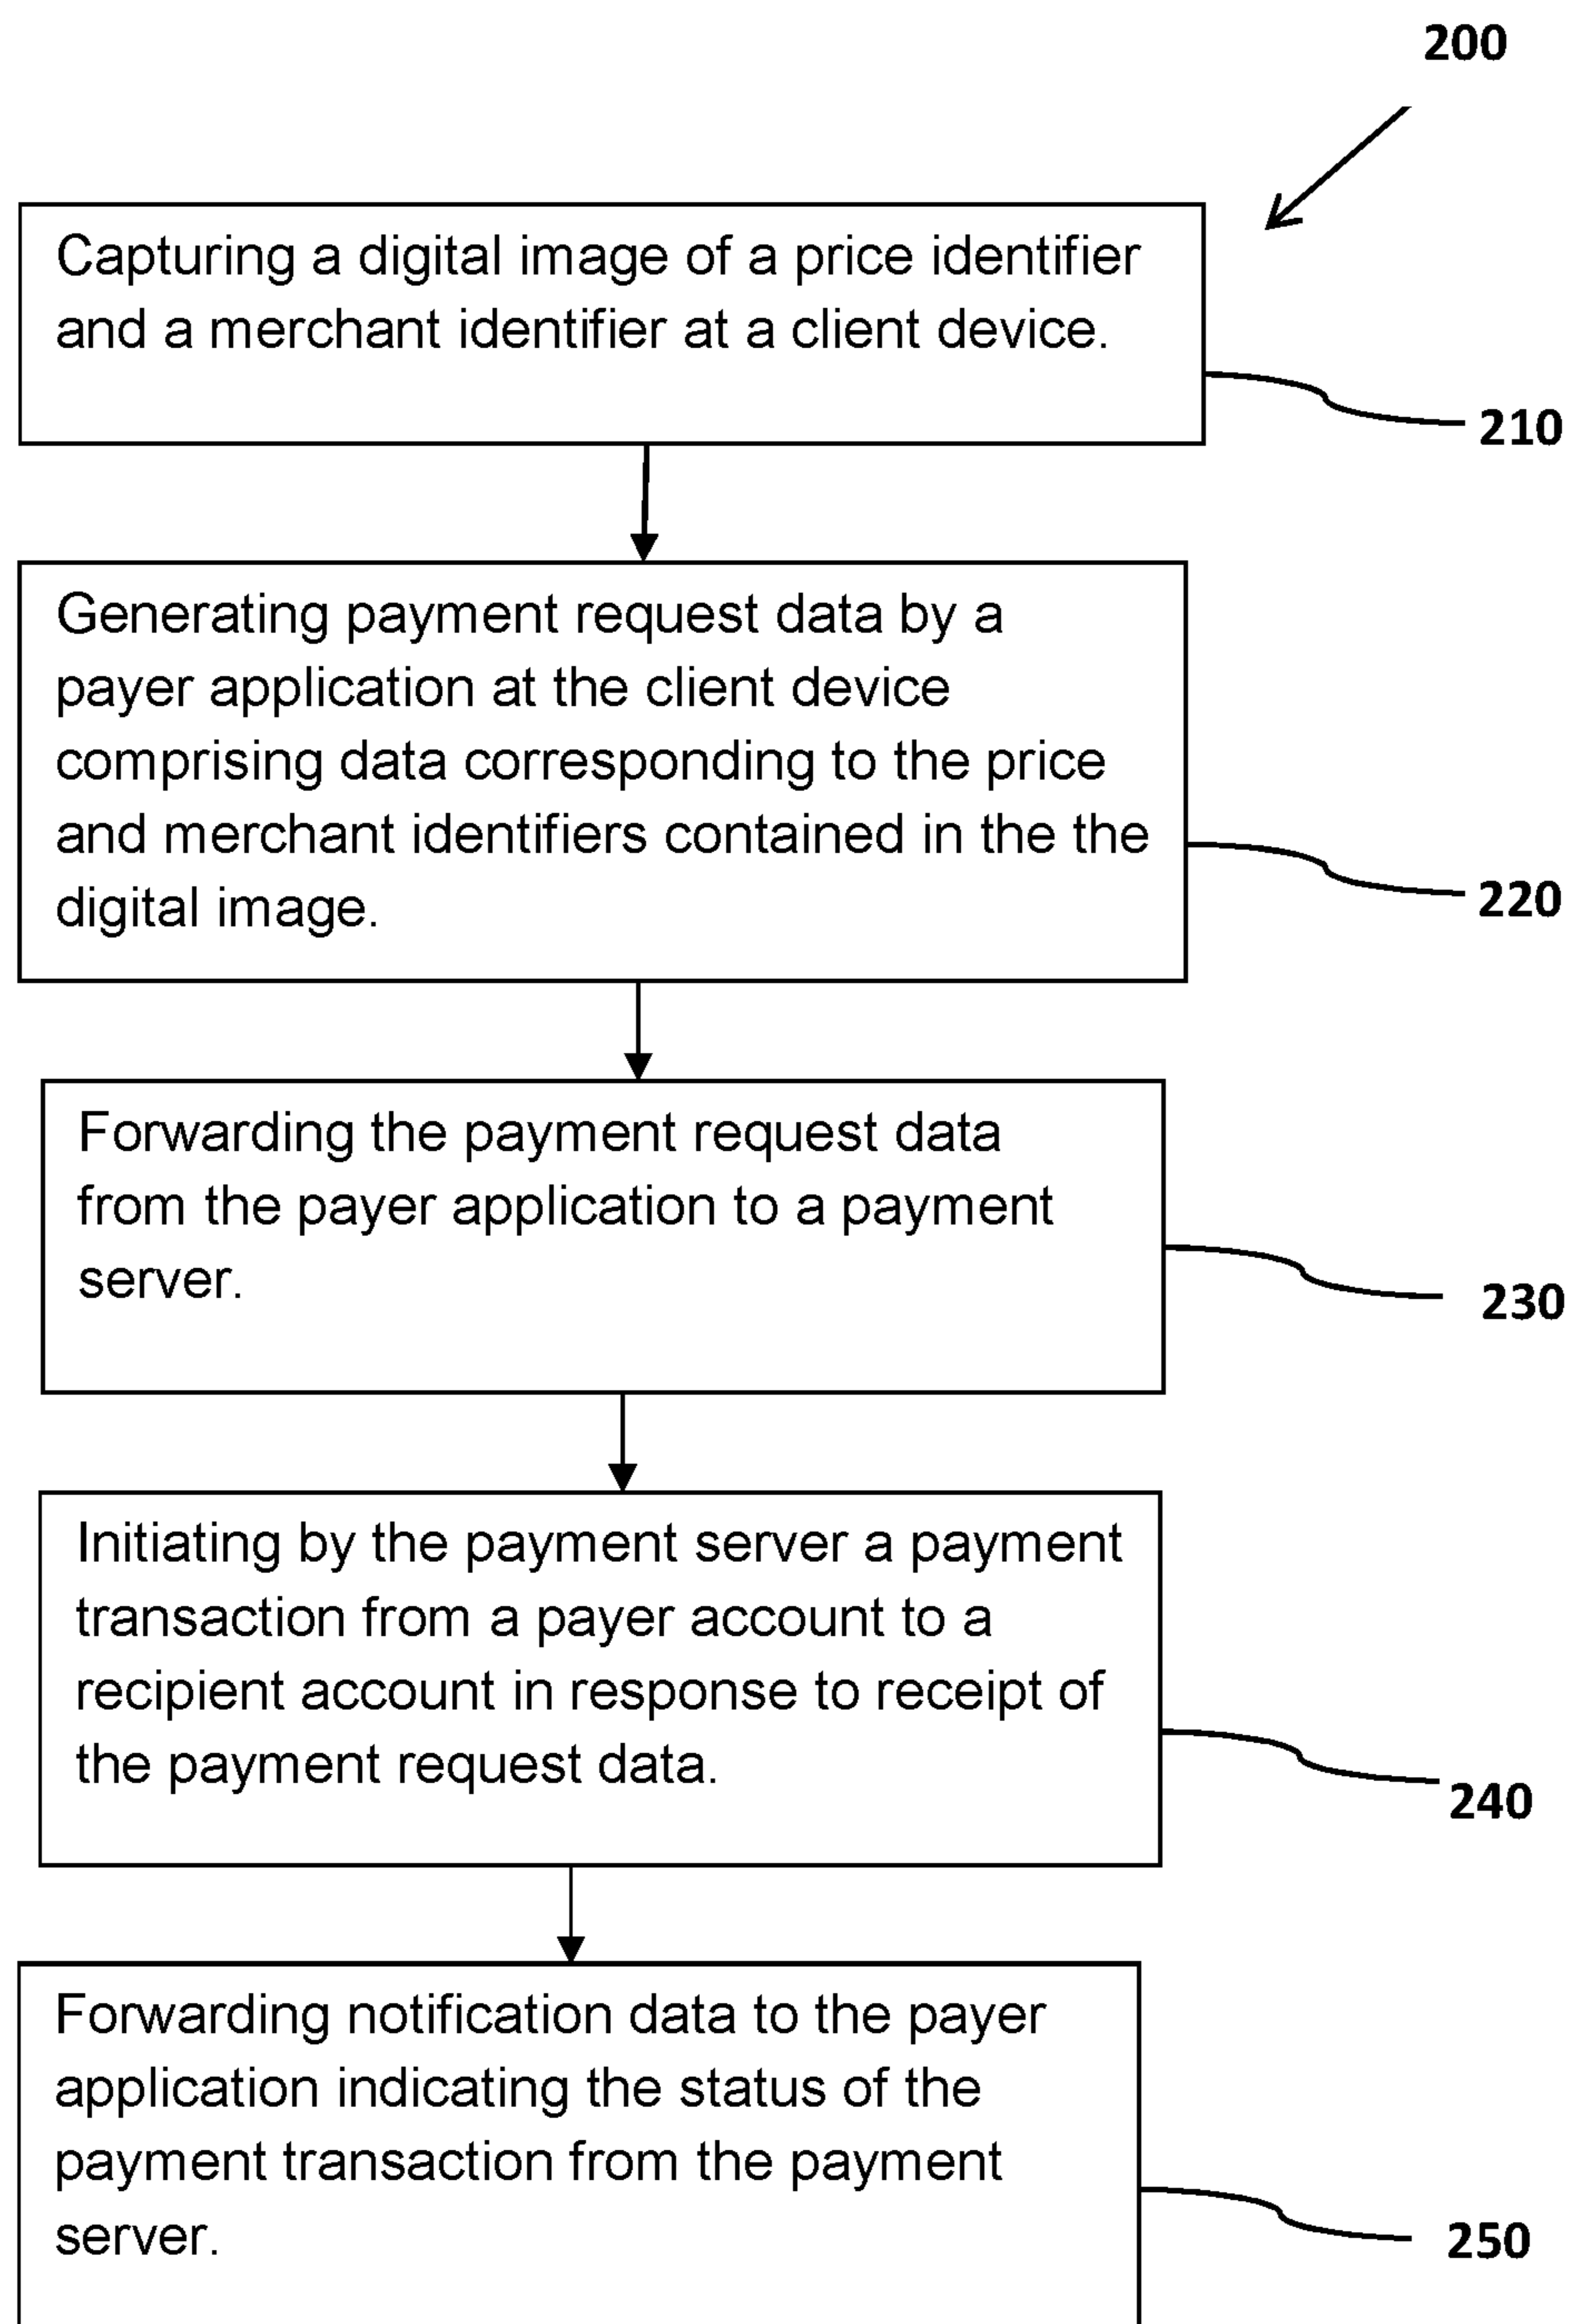 200
Capturing a digital image of a price identifier
and a merchant identifier at a client device.
210
Generating payment request data by a
payer application at the client device
comprising data corresponding to the price
and merchant identifiers contained in the the
digital image.
220
Forwarding the payment request data
from the payer application to a payment
server.
230
Initiating by the payment server a payment
transaction from a payer account to a
recipient account in response to receipt of
the payment request data.
240
Forwarding notification data to the payer
application indicating the status of the
payment transaction from the payment
server.
250